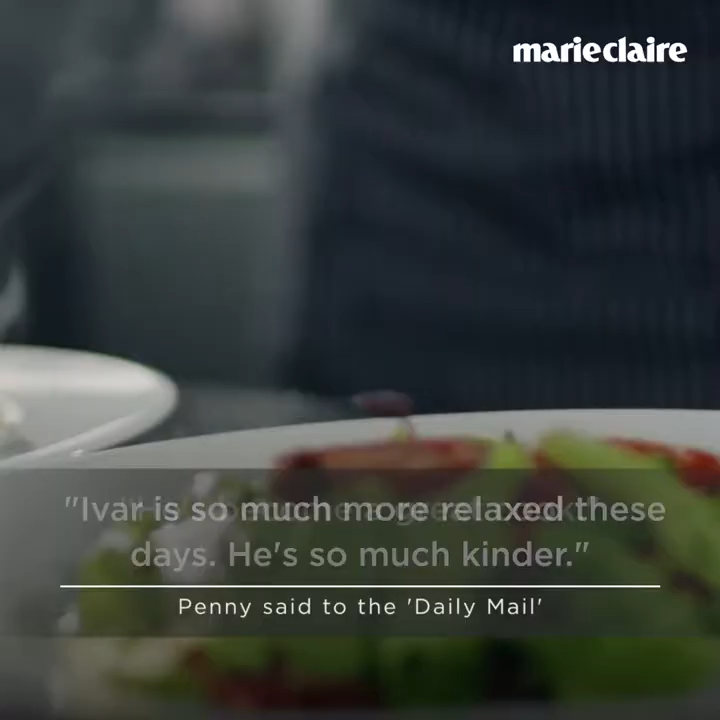 marie claire
"Ivar is so much more relaxed these
days. He's so much kinder."
Penny said to the 'Daily Mail'